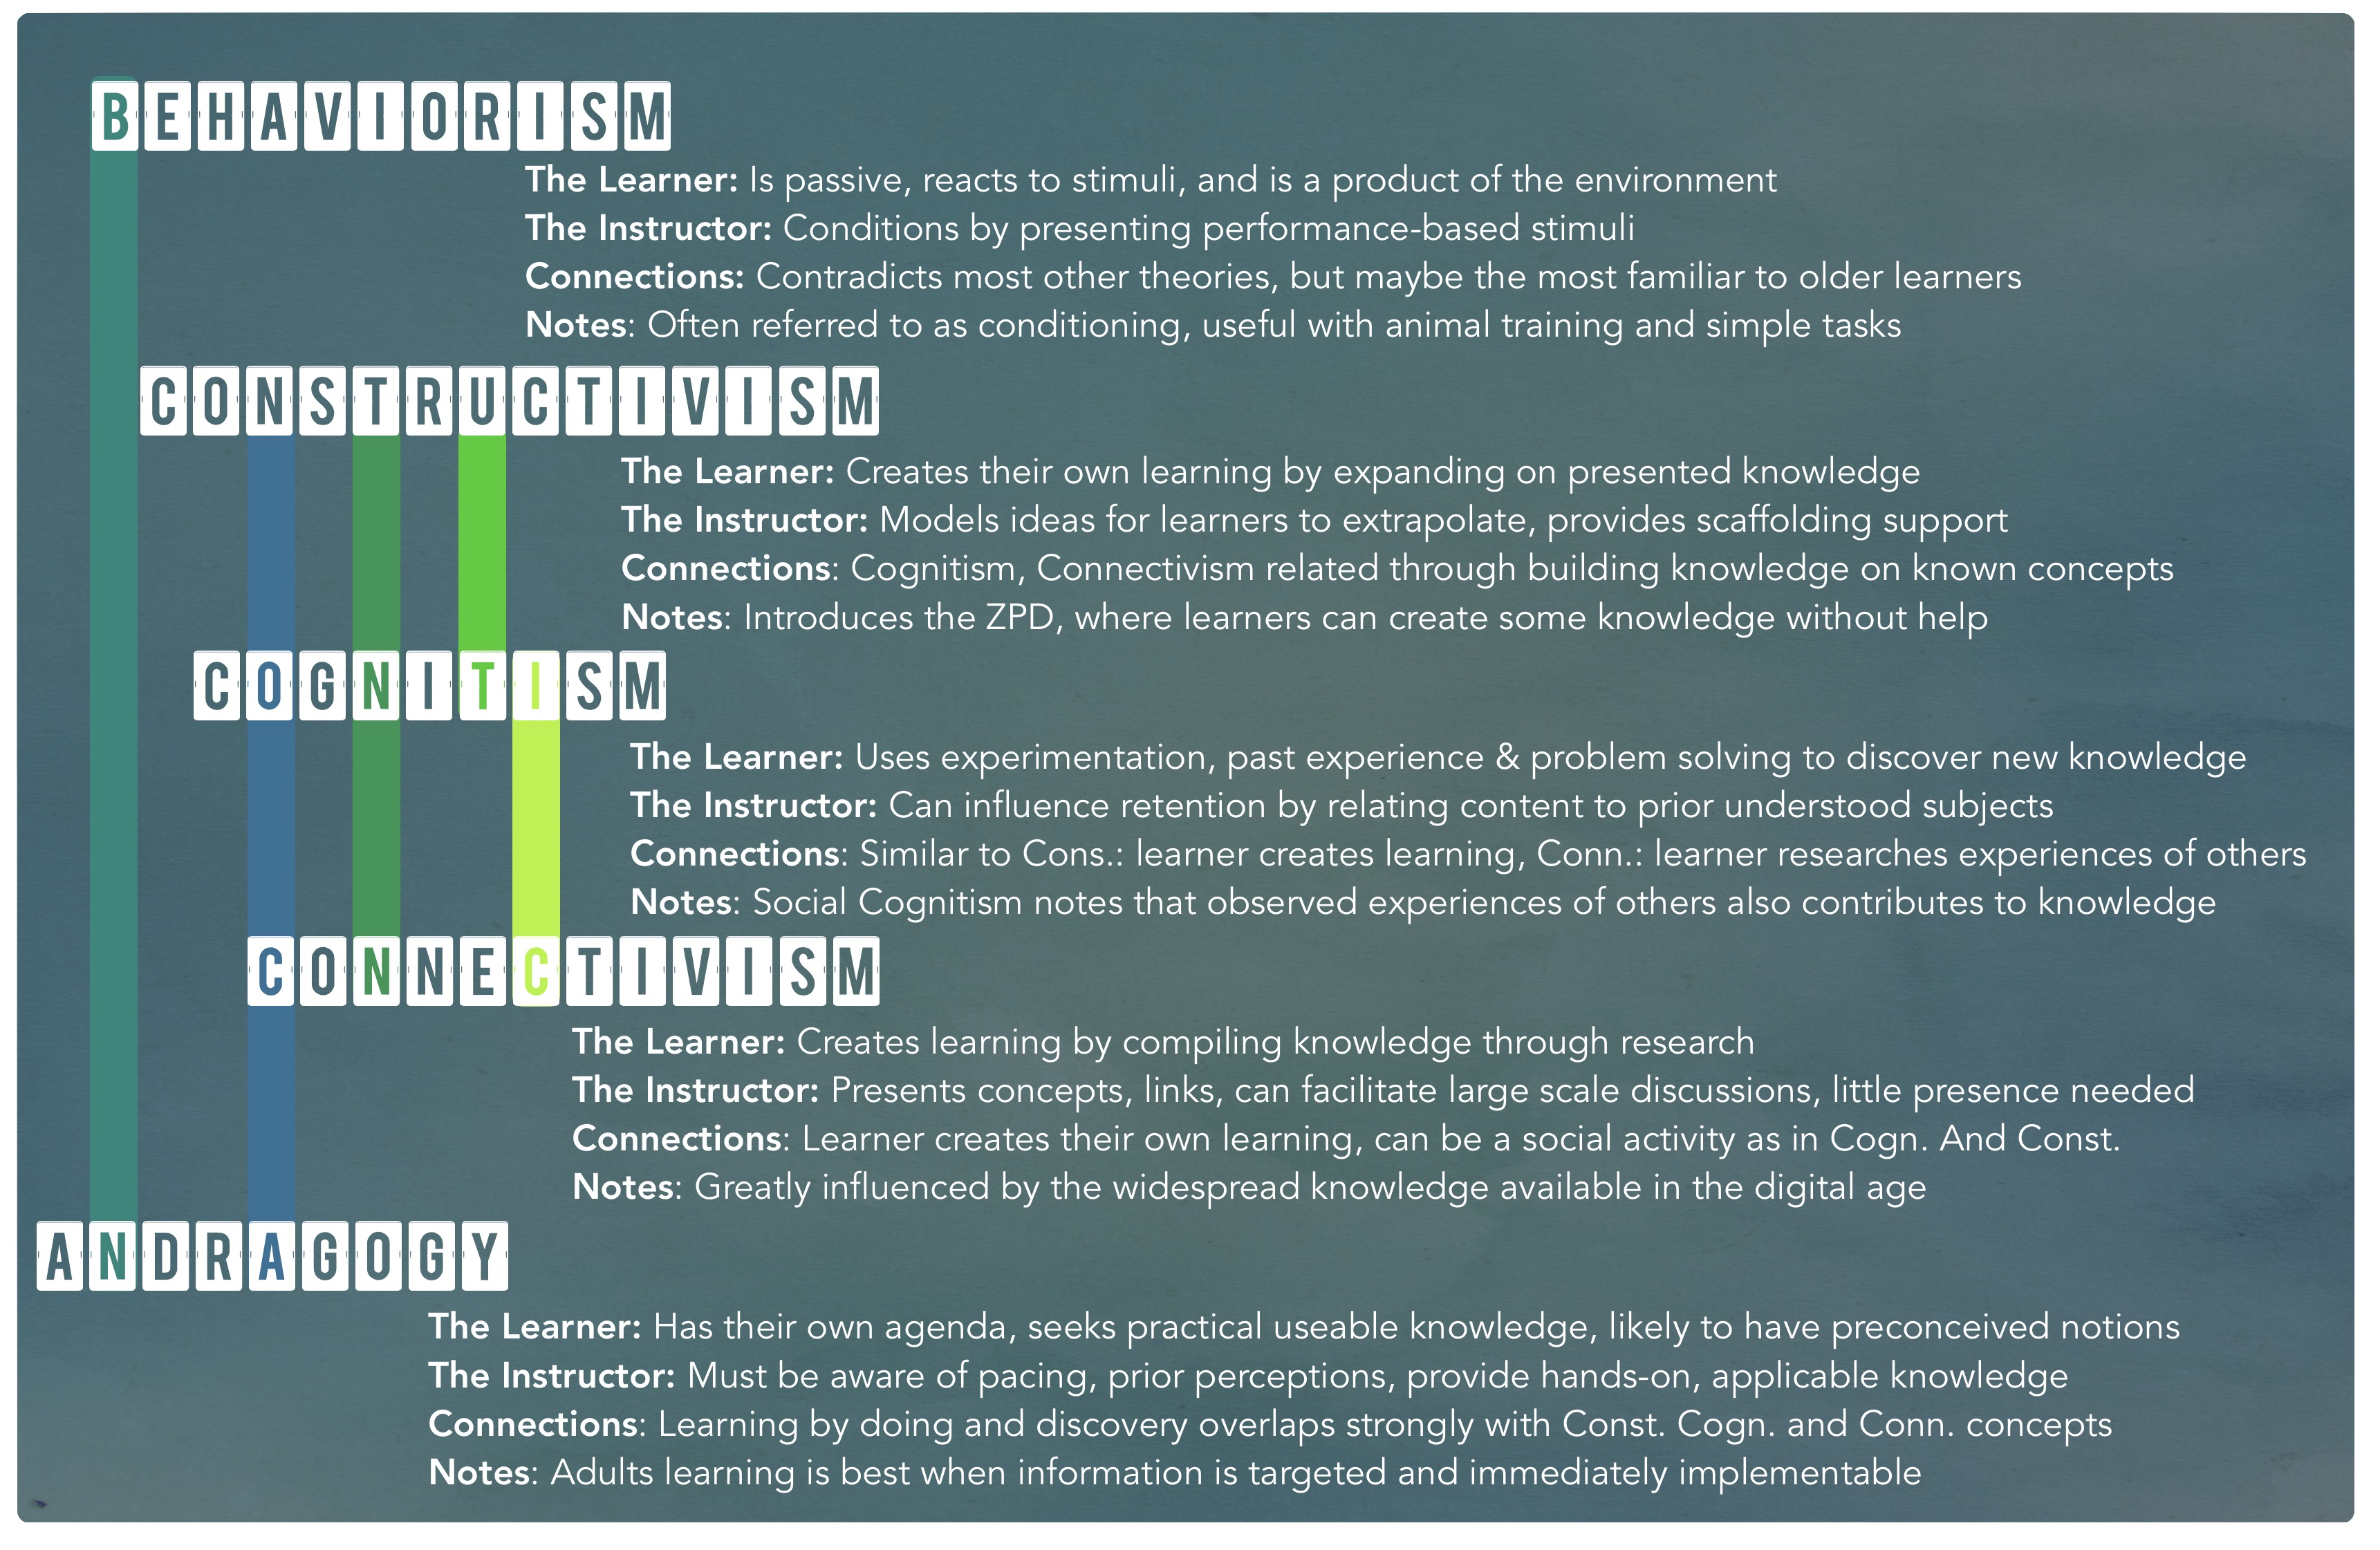 BEHAVIORISM
The Learner: Is passive, reacts to stimuli, and is a product of the environment
The Instructor: Conditions by presenting performance-based stimuli
Connections: Contradicts most other theories, but maybe the most familiar to older learners
Notes: Often referred to as conditioning, useful with animal training and simple tasks
CONSTRUCTIVISM
The Learner: Creates their own learning by expanding on presented knowledge
The Instructor: Models ideas for learners to extrapolate, provides scaffolding support
Connections: Cognitism, Connectivism related through building knowledge on known concepts
Notes: Introduces the ZPD, where learners can create some knowledge without help
COGNITISM
The Learner: Uses experimentation, past experience & problem solving to discover new knowledge
The Instructor: Can influence retention by relating content to prior understood subjects
Connections: Similar to Cons.: learner creates learning, Conn.: learner researches experiences of others
Notes: Social Cognitism notes that observed experiences of others also contributes to knowledge
CONNECTIVISM
The Learner: Creates learning by compiling knowledge through research
The Instructor: Presents concepts, links, can facilitate large scale discussions, little presence needed
Connections: Learner creates their own learning, can be a social activity as in Cogn. And Const.
Notes: Greatly influenced by the widespread knowledge available in the digital age
ANDRAGOGY
The Learner: Has their own agenda, seeks practical useable knowledge, likely to have preconceived notions
The Instructor: Must be aware of pacing, prior perceptions, provide hands-on, applicable knowledge
Connections: Learning by doing and discovery overlaps strongly with Const. Cogn. and Conn. concepts
Notes: Adults learning is best when information is targeted and immediately implementable